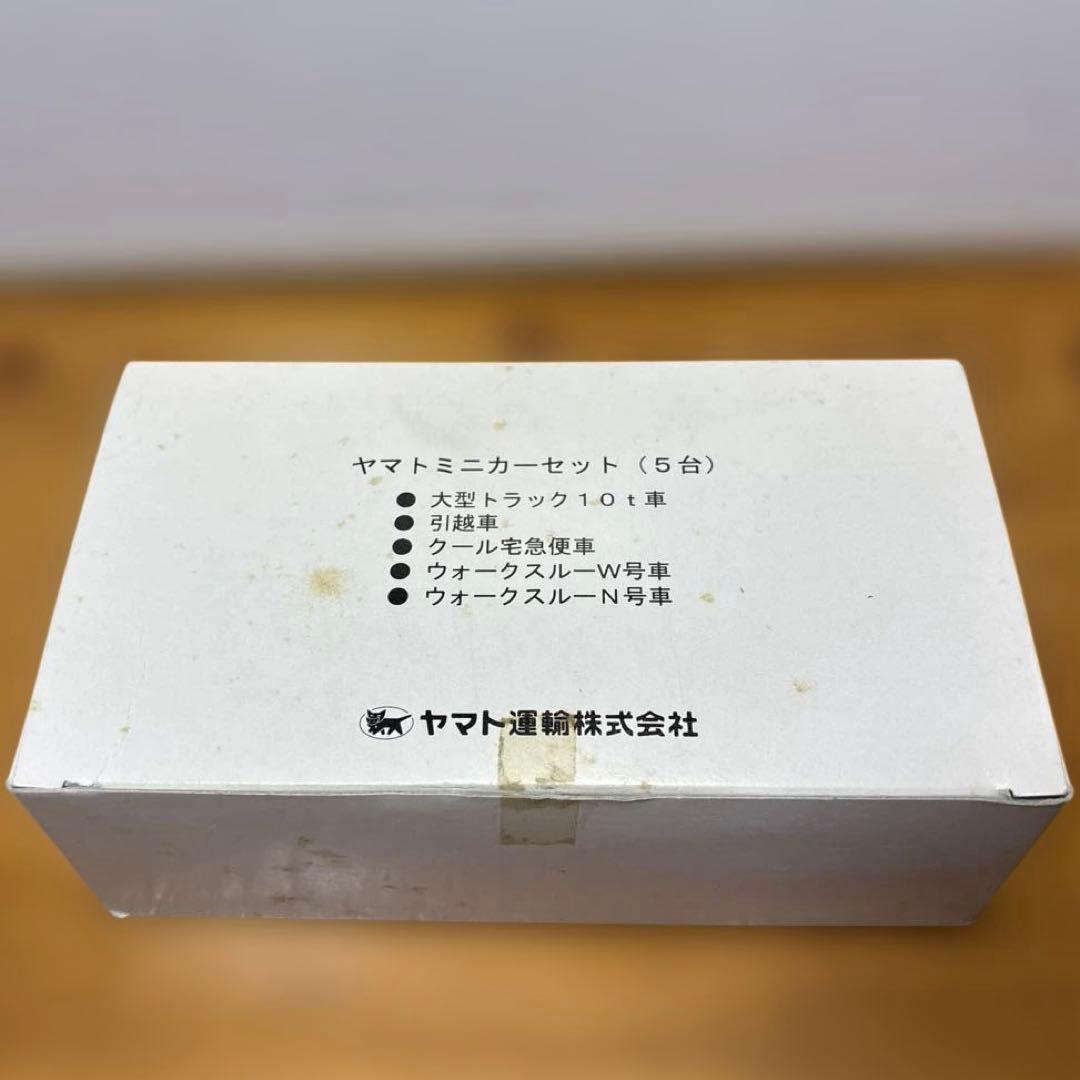 ヤマトミニカーセット（５台）
● 大型トラック１０ｔ車
● 引越車
● クール宅急便車
● ウォークスルーＷ号車
● ウォークスルーＮ号車
ヤマト運輸株式会社